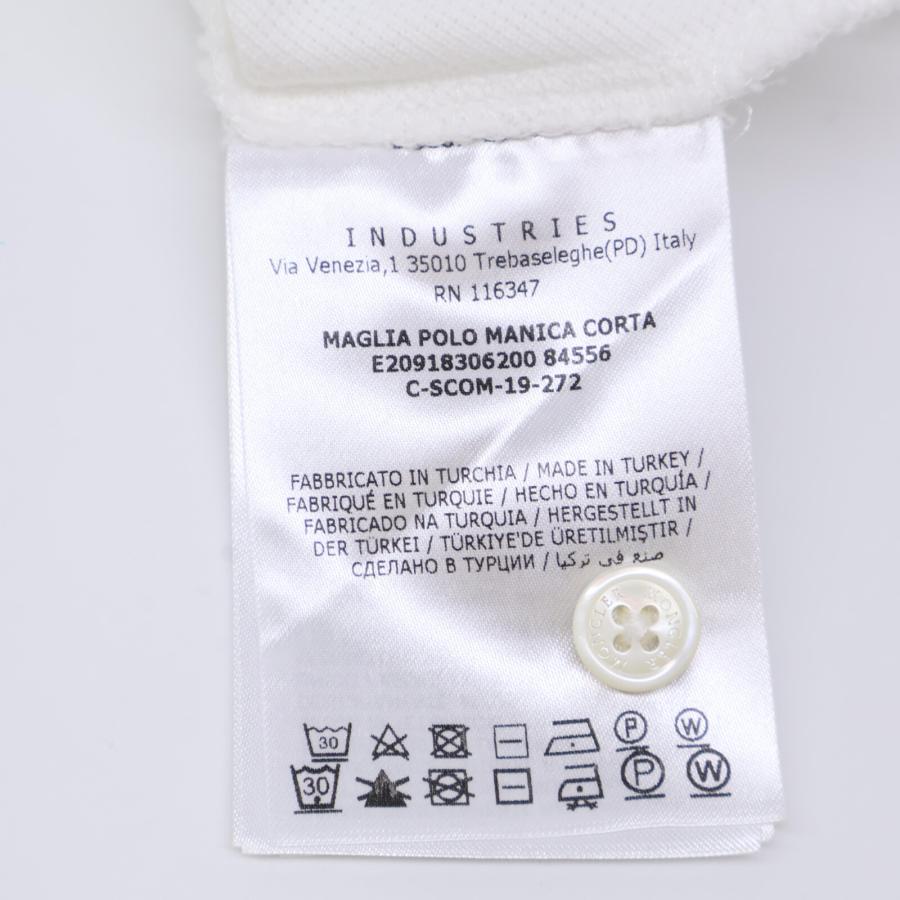 INDUSTRIES
Via Venezia,1 35010 Trebaseleghe(PD) Italy
RN 116347
MAGLIA POLO MANICA CORTA
E20918306200 84556
C-SCOM-19-272
FABBRICATO IN TURCHIA / MADE IN TURKEY /
FABRIQUÉ EN TURQUIE / HECHO EN TURQUÍA /
FABRICADO NA TURQUIA / HERGESTELLT IN
DER TÜRKEI / TÜRKIYE'DE ÜRETILMIŞTIR /
СДЕЛАНО В ТУРЦИИ / صنع في تركيا
MONCLER MONCLER
30 P W
30 P W